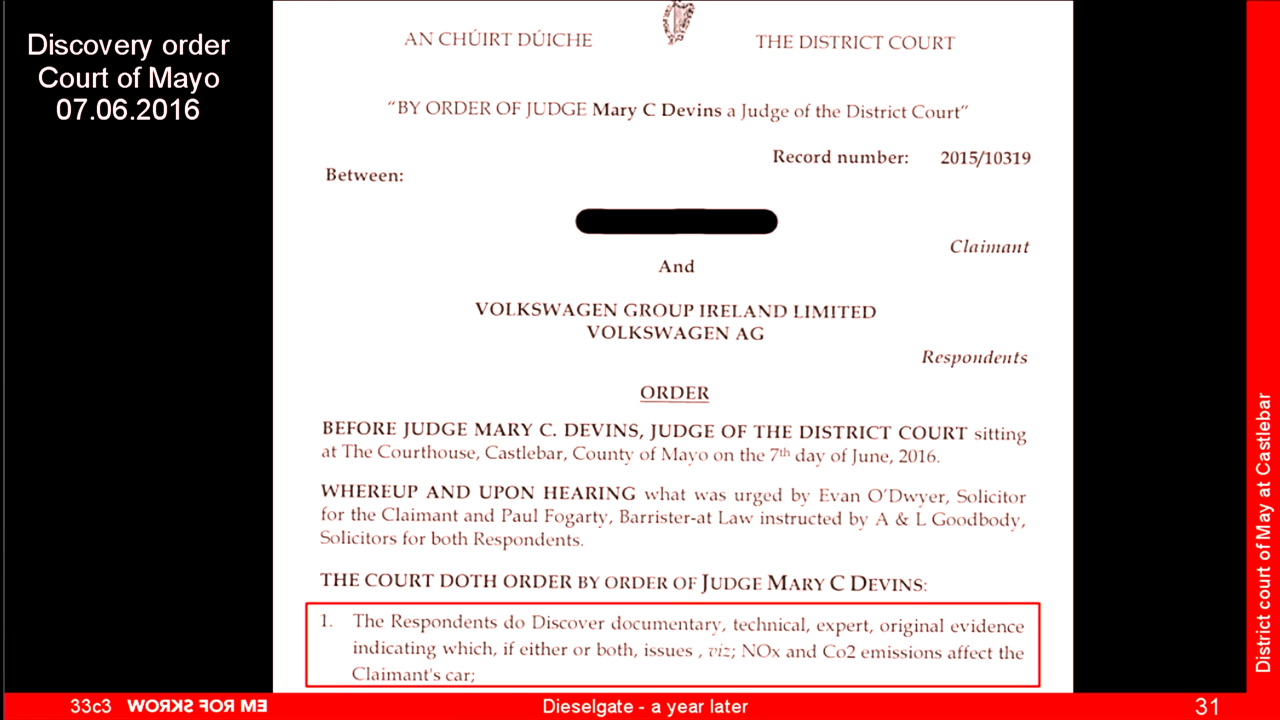 Discovery order
Court of Mayo
07.06.2016
AN CHÚIRT DÚICHE THE DISTRICT COURT
“BY ORDER OF JUDGE Mary C Devins a Judge of the District Court”
Record number: 2015/10319
Between:
Claimant
And
VOLKSWAGEN GROUP IRELAND LIMITED
VOLKSWAGEN AG
Respondents
ORDER
BEFORE JUDGE MARY C. DEVINS, JUDGE OF THE DISTRICT COURT sitting
at The Courthouse, Castlebar, County of Mayo on the 7th day of June, 2016.
WHEREUP AND UPON HEARING what was urged by Evan O’Dwyer, Solicitor
for the Claimant and Paul Fogarty, Barrister-at Law instructed by A & L Goodbody,
Solicitors for both Respondents.
THE COURT DOTH ORDER BY ORDER OF JUDGE MARY C DEVINS:
1. The Respondents do Discover documentary, technical, expert, original evidence
indicating which, if either or both, issues , viz; NOx and Co2 emissions affect the
Claimant's car;
District court of May at Castlebar
33c3 WORKS FOR ME Dieselgate - a year later 31